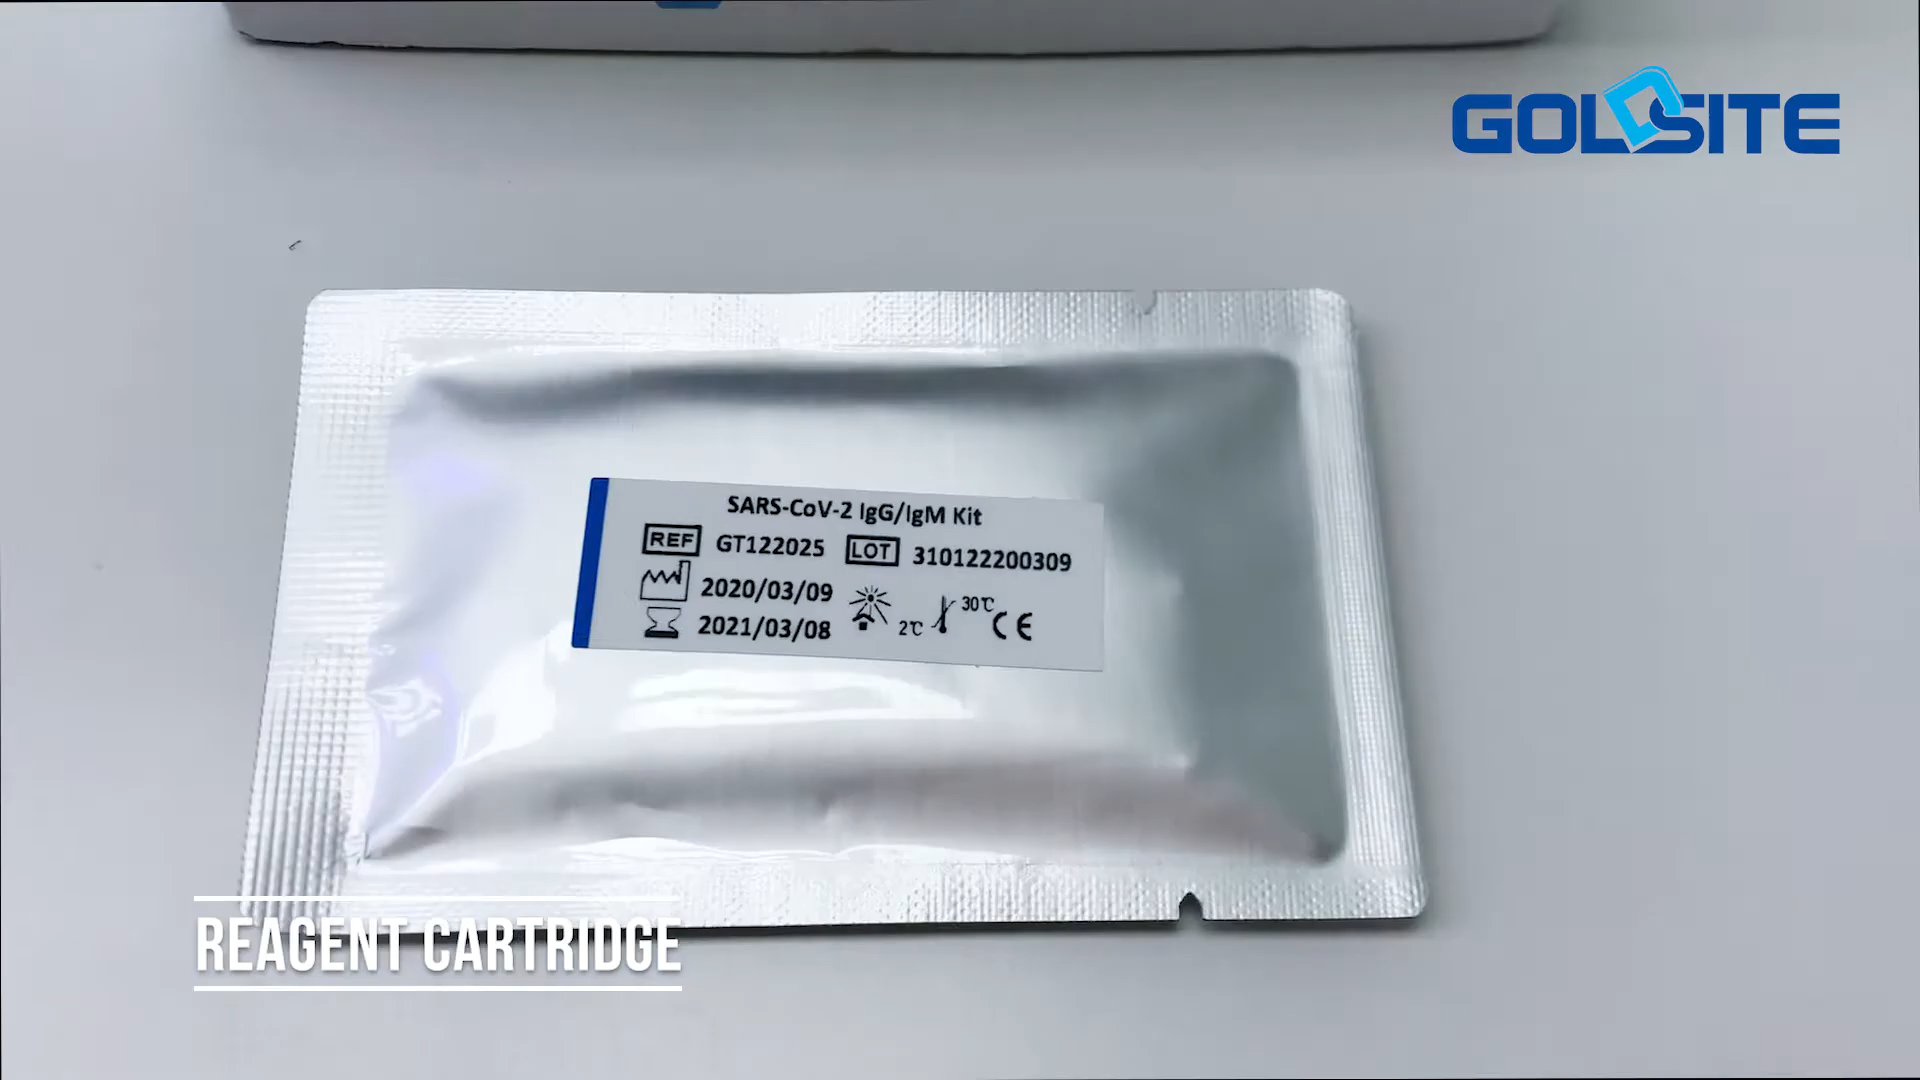 GOLDSITE
SARS-CoV-2 IgG/IgM Kit
REF GT122025 LOT 310122200309
2020/03/09
2021/03/08 2℃ 30℃ CE
REAGENT CARTRIDGE